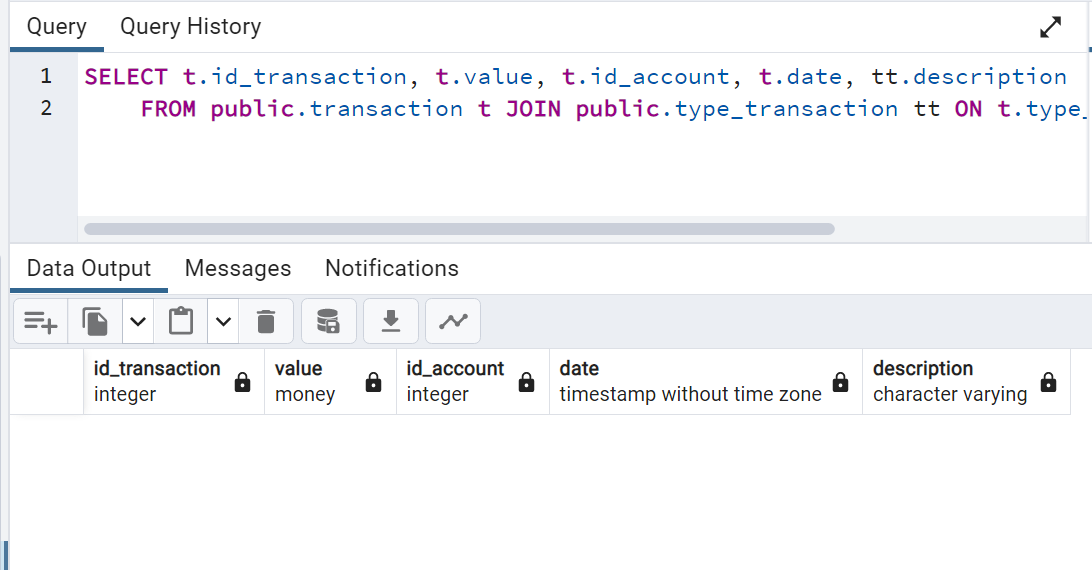 Query Query History
1 SELECT t.id_transaction, t.value, t.id_account, t.date, tt.description
2 FROM public.transaction t JOIN public.type_transaction tt ON t.type_
Data Output Messages Notifications
id_transaction value id_account date description
integer money integer timestamp without time zone character varying